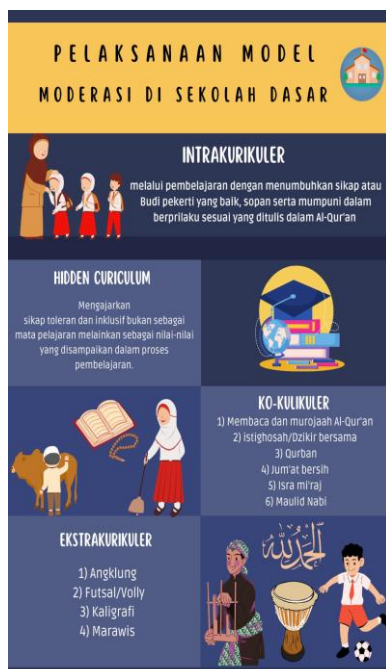 PELAKSANAAN MODEL
MODERASI DI SEKOLAH DASAR
INTRAKURIKULER
melalui pembelajaran dengan menumbuhkan sikap atau
Budi pekerti yang baik, sopan serta mumpuni dalam
berprilaku sesuai yang ditulis dalam Al-Qur'an
HIDDEN CURICULUM
Mengajarkan
sikap toleran dan inklusif bukan sebagai
mata pelajaran melainkan sebagai nilai-nilai
yang disampaikan dalam proses
pembelajaran.
KO-KULIKULER
1) Membaca dan murojaah Al-Qur'an
2) istighosah/Dzikir bersama
3) Qurban
4) Jum'at bersih
5) Isra mi'raj
6) Maulid Nabi
EKSTRAKURIKULER
1) Angklung
2) Futsal/Volly
3) Kaligrafi
4) Marawis
الحمد لله